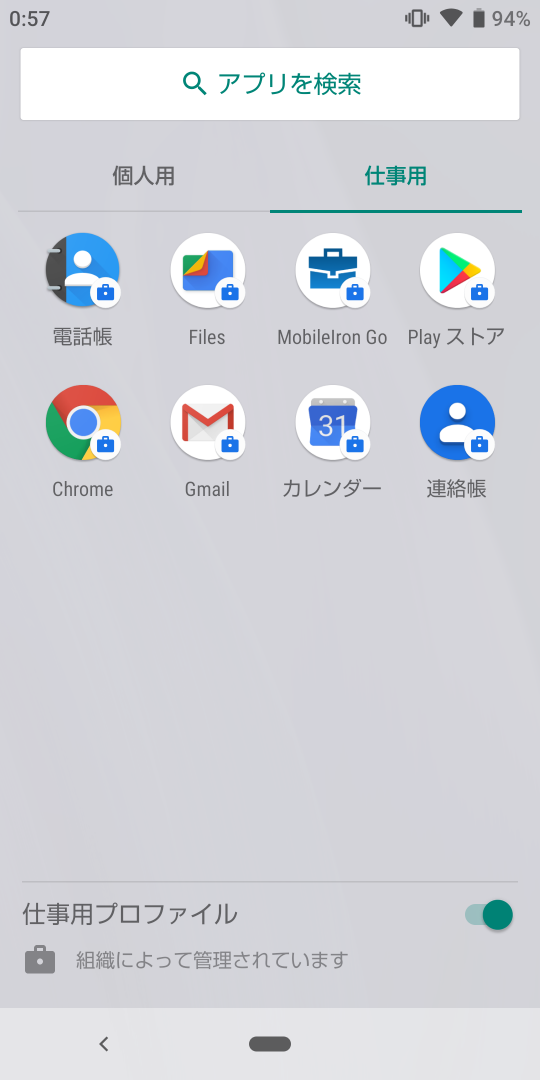 0:57
94%
アプリを検索
個人用
仕事用
電話帳
Files
MobileIron Go
Play ストア
Chrome
Gmail
31
カレンダー
連絡帳
仕事用プロファイル
組織によって管理されています